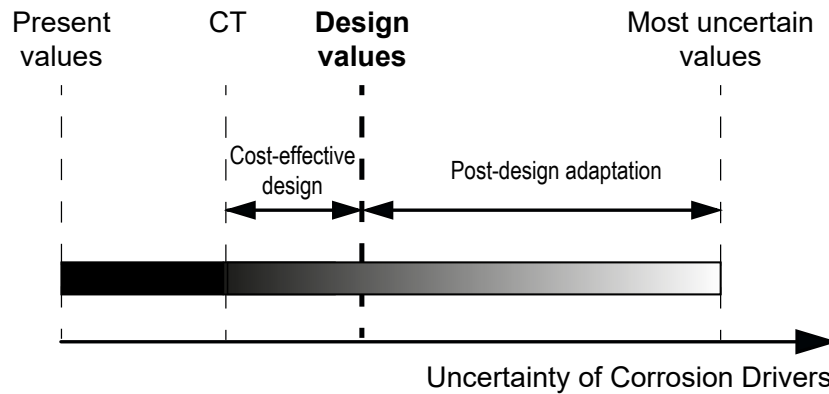 Present
values
CT
Design
values
Most uncertain
values
Cost-effective
design
Post-design adaptation
Uncertainty of Corrosion Drivers